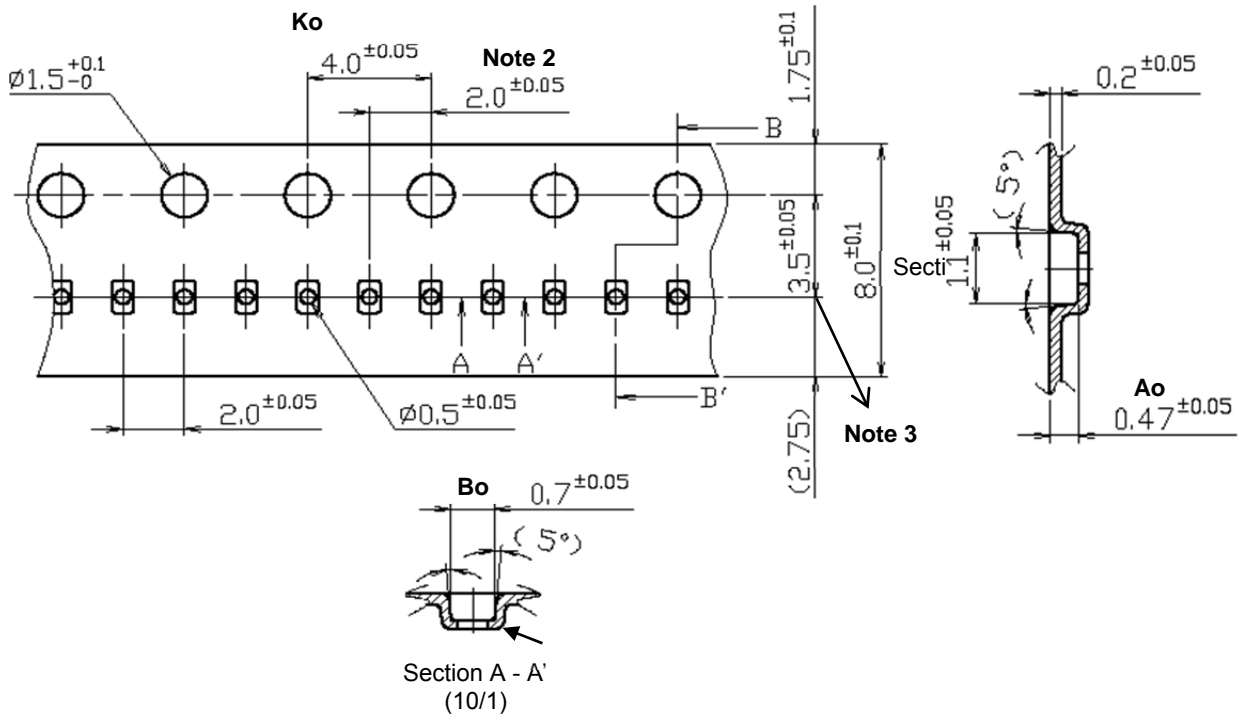 Ko
Note 2
4.0±0.05
2.0±0.05
Ø1.5+0.1-0
1.75±0.1
0.2±0.05
B
( 5°)
3.5±0.05
8.0±0.1
Secti
1.1±0.05
A
A'
B'
2.0±0.05
Ø0.5±0.05
Note 3
(2.75)
Ao
0.47±0.05
Bo
0.7±0.05
( 5°)
Section A - A'
(10/1)